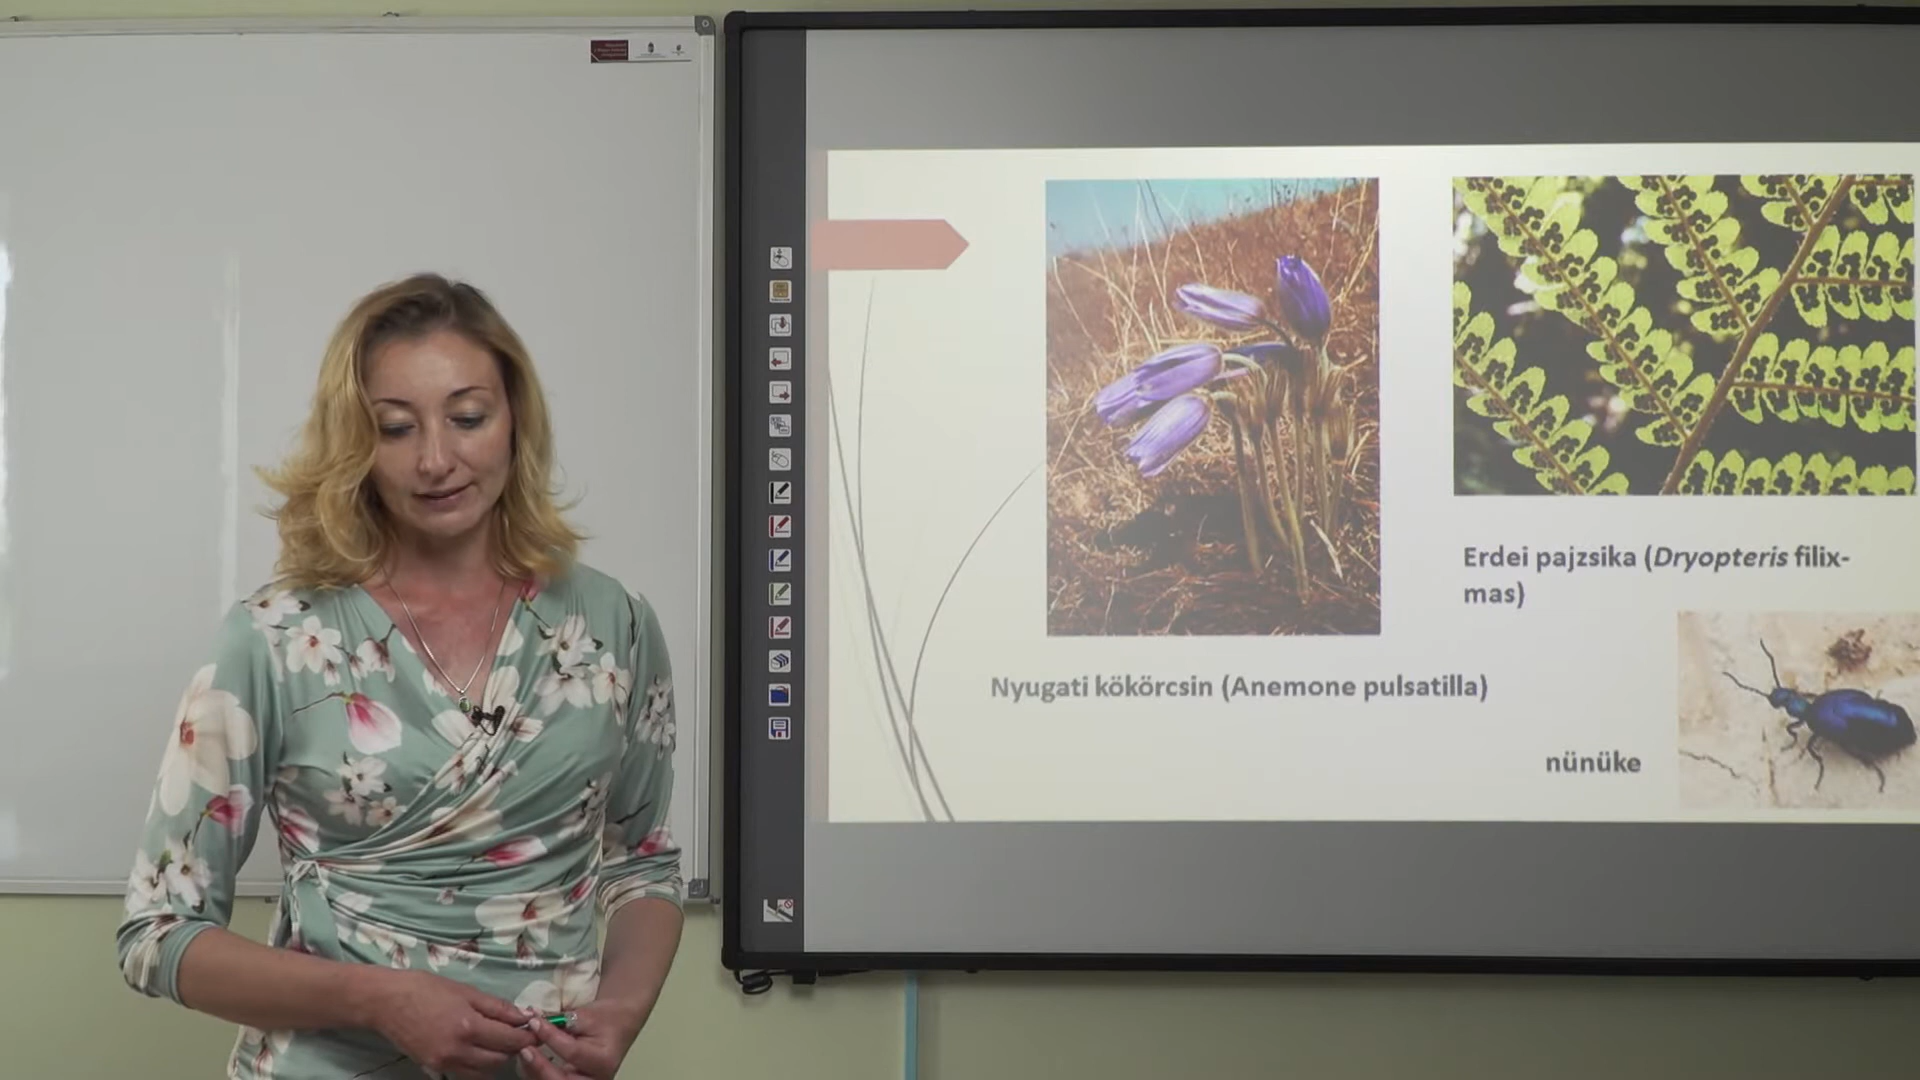 Erdei pajzsika (Dryopteris filix-
mas)
Nyugati kökörcsin (Anemone pulsatilla)
nünüke